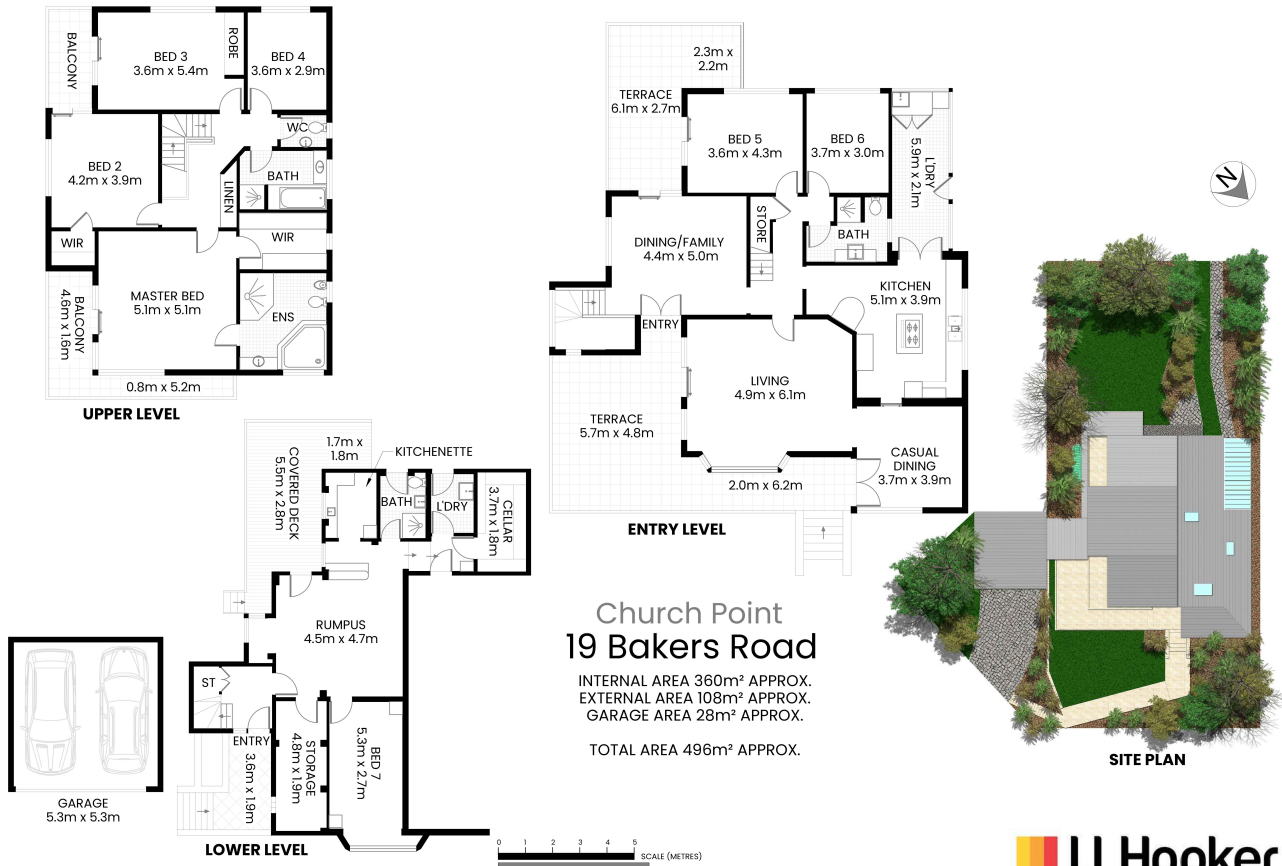 BALCONY
BED 3
3.6m x 5.4m
ROBE
BED 4
3.6m x 2.9m
WC
BED 2
4.2m x 3.9m
BATH
LINEN
WIR
WIR
MASTER BED
5.1m x 5.1m
BALCONY
4.6m x 1.6m
ENS
0.8m x 5.2m
UPPER LEVEL
2.3m x
2.2m
TERRACE
6.1m x 2.7m
BED 5
3.6m x 4.3m
BED 6
3.7m x 3.0m
L'DRY
5.9m x 2.1m
STORE
BATH
DINING/FAMILY
4.4m x 5.0m
KITCHEN
5.1m x 3.9m
ENTRY
LIVING
4.9m x 6.1m
TERRACE
5.7m x 4.8m
CASUAL
DINING
3.7m x 3.9m
2.0m x 6.2m
ENTRY LEVEL
N
SITE PLAN
COVERED DECK
5.55m x 2.8m
1.7m x
1.8m
KITCHENETTE
BATH
L'DRY
CELLAR
3.7m x 1.8m
RUMPUS
4.5m x 4.7m
ST
ENTRY
3.6m x 1.9m
STORAGE
4.8m x 1.9m
BED 7
5.3m x 2.7m
GARAGE
5.3m x 5.3m
LOWER LEVEL
Church Point
19 Bakers Road
INTERNAL AREA 360m² APPROX.
EXTERNAL AREA 108m² APPROX.
GARAGE AREA 28m² APPROX.
TOTAL AREA 496m² APPROX.
0 1 2 3 4 5
SCALE (METRES)
LJ Hooker